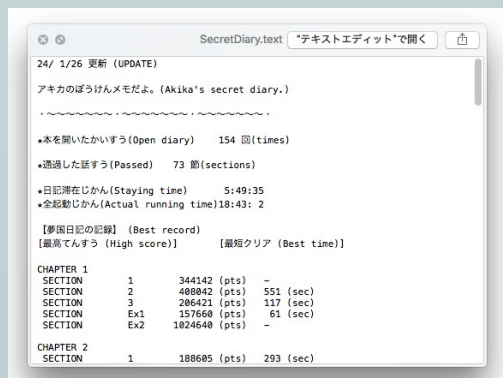 SecretDiary.text "テキストエディット"で開く
24/ 1/26 更新 (UPDATE)
アキカのぼうけんメモだよ。(Akika's secret diary.)
・〜〜〜〜〜〜〜・〜〜〜〜〜〜〜・〜〜〜〜〜〜〜・
★本を開いたかいすう(Open diary) 154 回(times)
★通過した話すう(Passed) 73 節(sections)
★日記滞在じかん(Staying time) 5:49:35
★全起動じかん(Actual running time)18:43: 2
【夢国日記の記録】 (Best record)
[最高てんすう (High score)] [最短クリア (Best time)]
CHAPTER 1
SECTION 1 344142 (pts) –
SECTION 2 408042 (pts) 551 (sec)
SECTION 3 206421 (pts) 117 (sec)
SECTION Ex1 157660 (pts) 61 (sec)
SECTION Ex2 1024640 (pts) –
CHAPTER 2
SECTION 1 188605 (pts) 293 (sec)